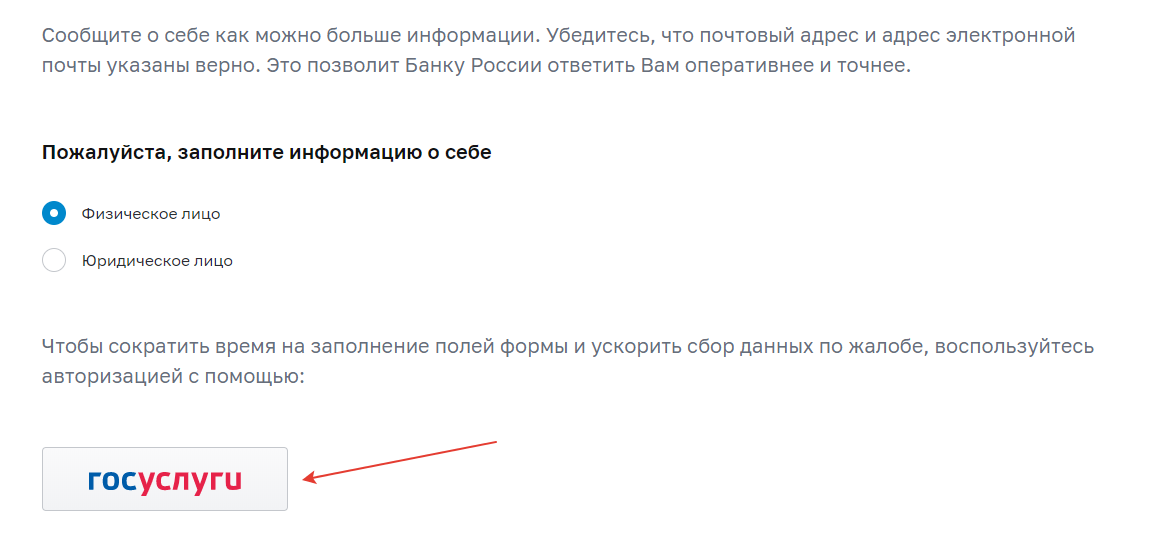 Сообщите о себе как можно больше информации. Убедитесь, что почтовый адрес и адрес электронной
почты указаны верно. Это позволит Банку России ответить Вам оперативнее и точнее.
Пожалуйста, заполните информацию о себе
Физическое лицо
Юридическое лицо
Чтобы сократить время на заполнение полей формы и ускорить сбор данных по жалобе, воспользуйтесь
авторизацией с помощью:
госуслуги